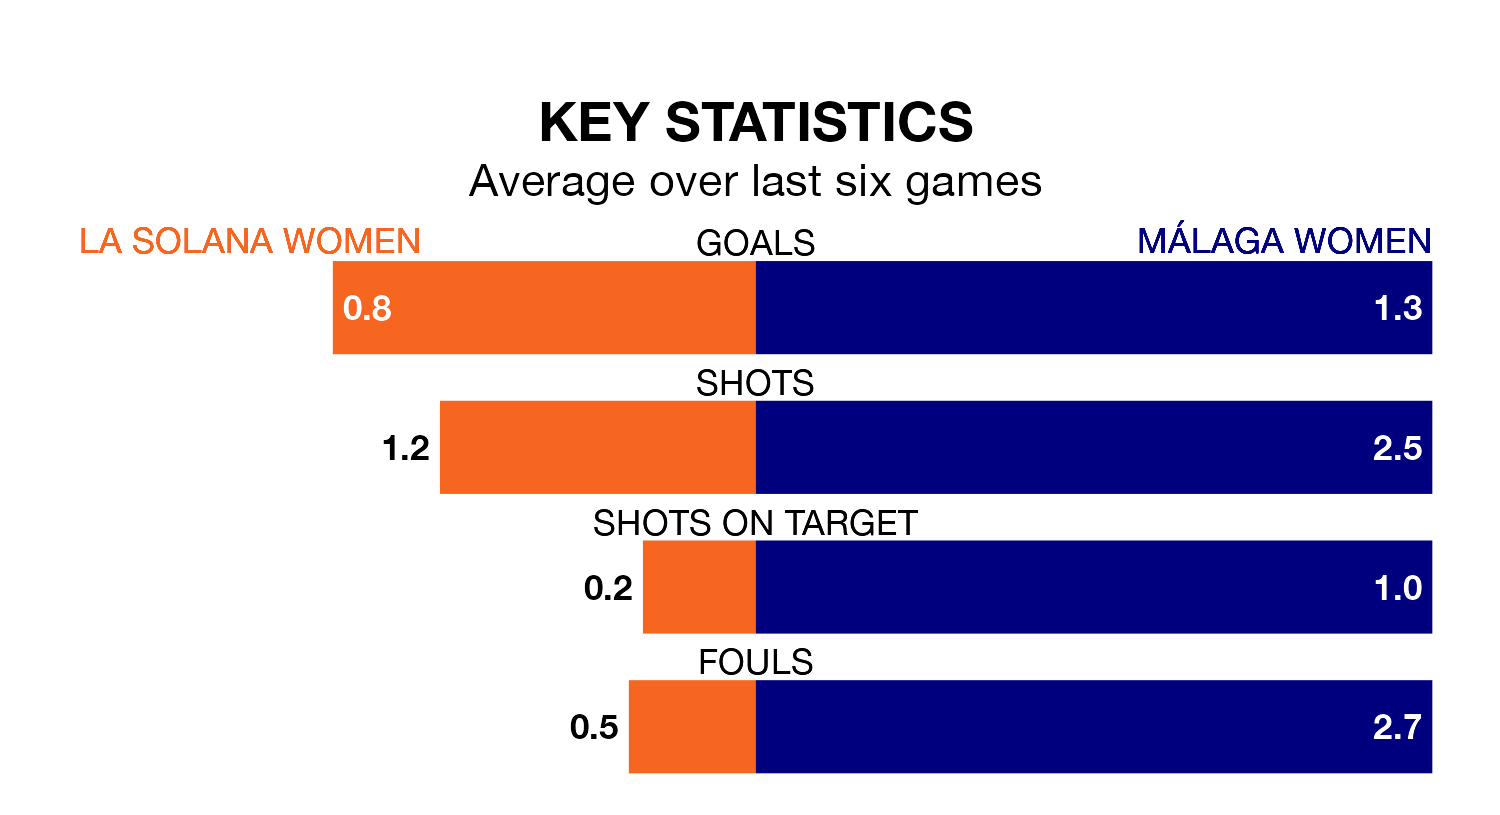 KEY STATISTICS
Average over last six games
LA SOLANA WOMEN
GOALS
MÁLAGA WOMEN
0.8
1.3
SHOTS
1.2
2.5
SHOTS ON TARGET
0.2
1.0
FOULS
0.5
2.7